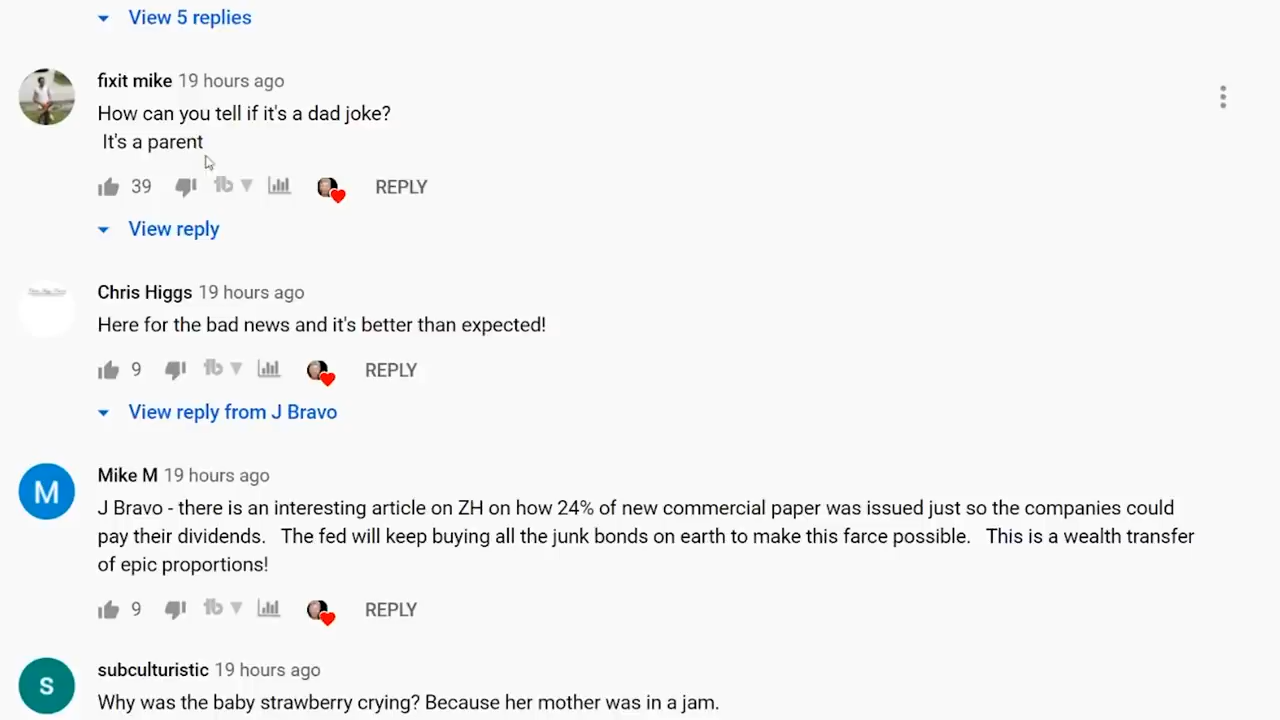 View 5 replies
fixit mike 19 hours ago
How can you tell if it's a dad joke?
It's a parent
39 REPLY
View reply
Chris Higgs 19 hours ago
Here for the bad news and it's better than expected!
9 REPLY
View reply from J Bravo
M
Mike M 19 hours ago
J Bravo - there is an interesting article on ZH on how 24% of new commercial paper was issued just so the companies could
pay their dividends. The fed will keep buying all the junk bonds on earth to make this farce possible. This is a wealth transfer
of epic proportions!
9 REPLY
S
subculturistic 19 hours ago
Why was the baby strawberry crying? Because her mother was in a jam.